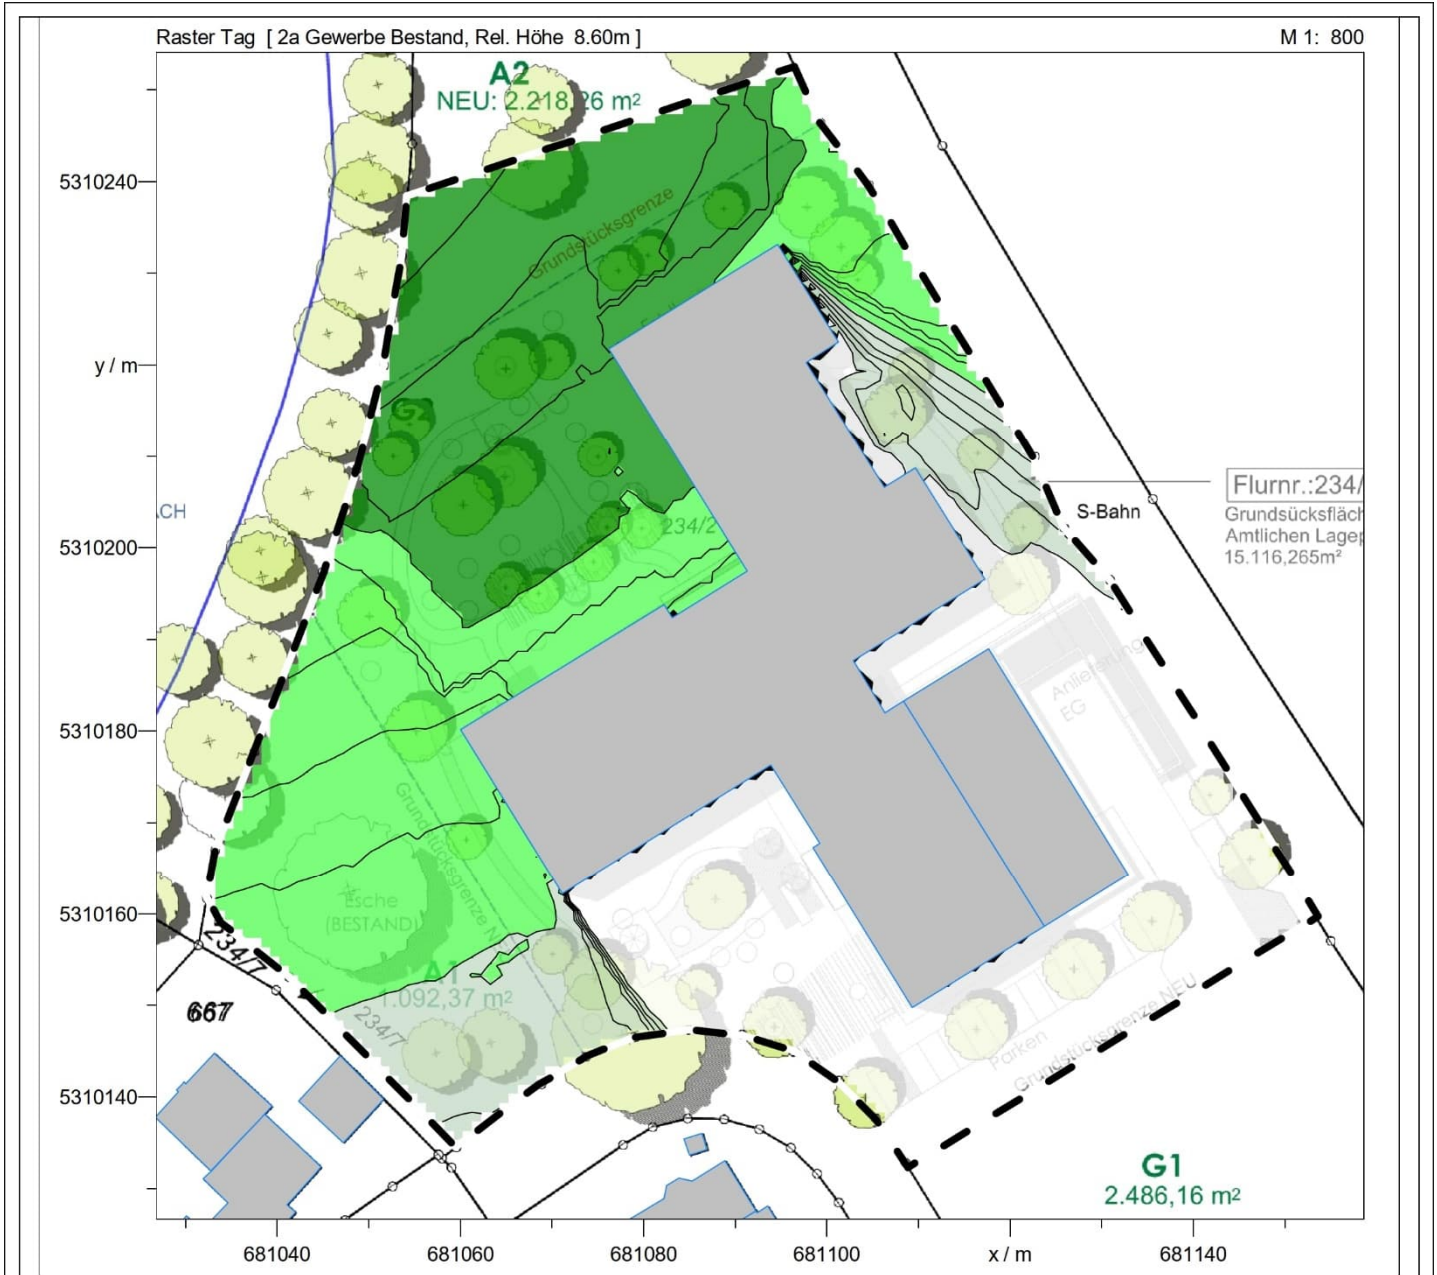 Raster Tag [ 2a Gewerbe Bestand, Rel. Höhe 8.60m ]
M 1: 800
A2
NEU: 2.218,26 m²
5310240
Grundstücksgrenze
y / m
G2
Flurnr.:234/
Grundsücksfläch
Amtlichen Lagep
15.116,265m²
S-Bahn
CH
234/2
5310200
Anlieferung
EG
5310180
Grundstücksgrenze NEU
5310160
Esche
(BESTAND)
234/7
A1
1.092,37 m²
234/7
667
Parken
Grundstücksgrenze NEU
5310140
G1
2.486,16 m²
681040
681060
681080
681100
x / m
681140